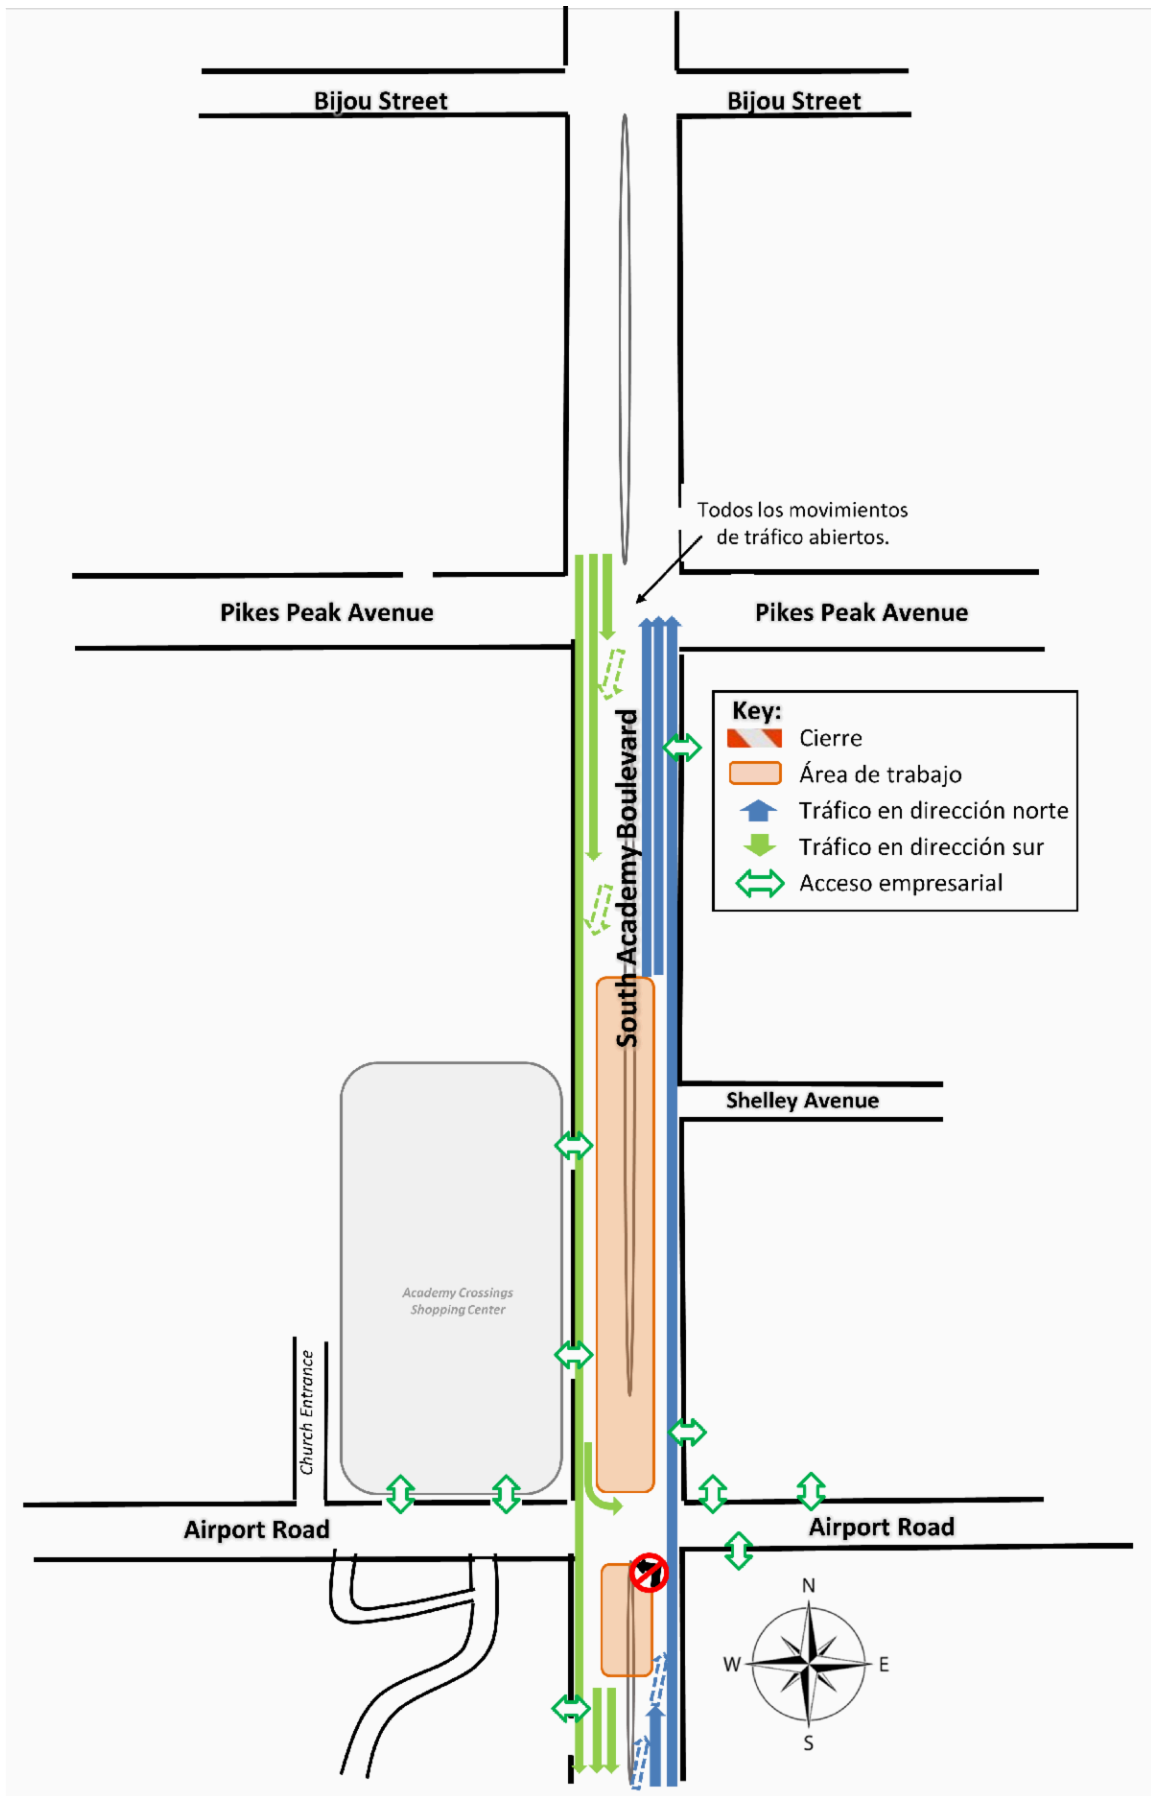 Bijou Street
Bijou Street
Todos los movimientos
de tráfico abiertos.
Pikes Peak Avenue
Pikes Peak Avenue
South Academy Boulevard
Key:
Cierre
Área de trabajo
Tráfico en dirección norte
Tráfico en dirección sur
Acceso empresarial
Shelley Avenue
Academy Crossings
Shopping Center
Church Entrance
Airport Road
Airport Road
N
W
E
S